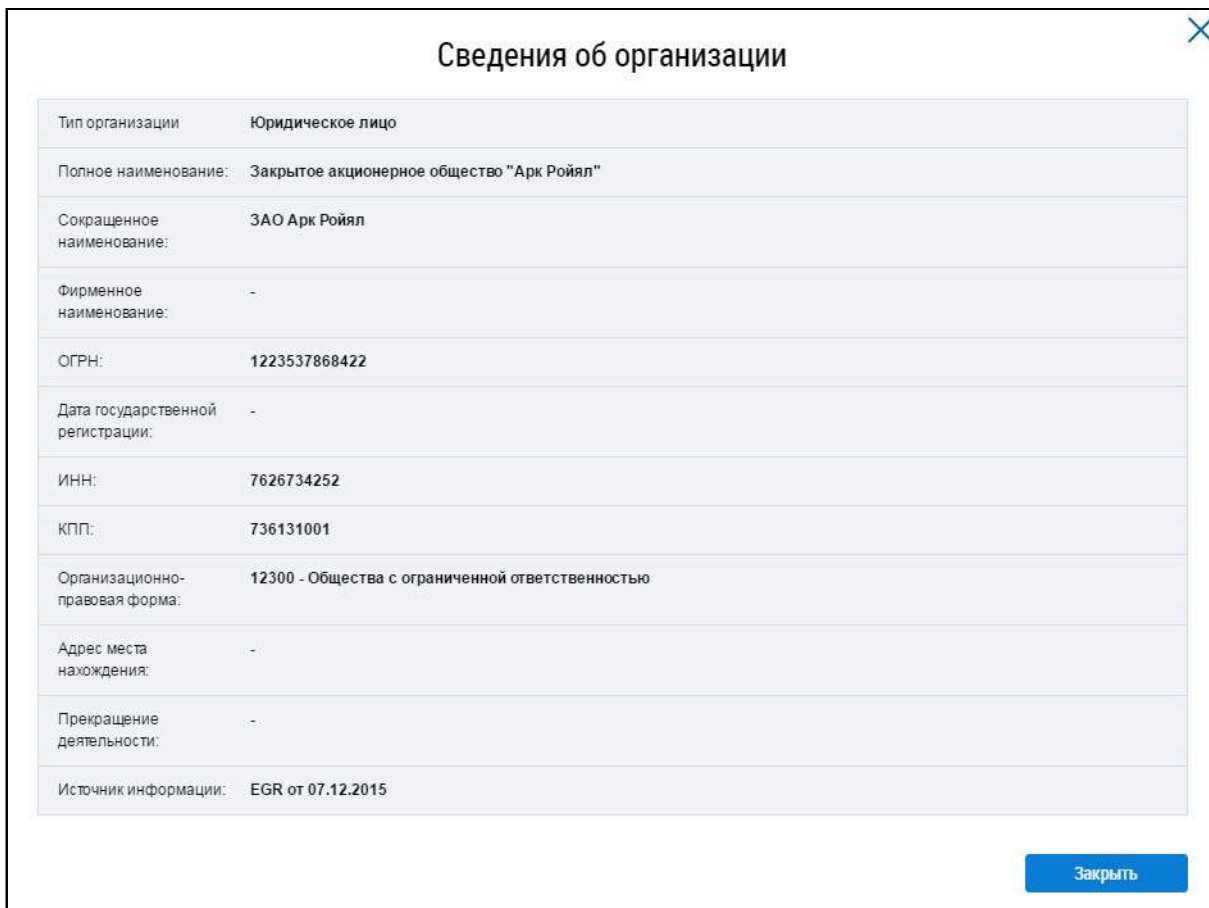 Сведения об организации
Тип организации Юридическое лицо
Полное наименование: Закрытое акционерное общество "Арк Ройял"
Сокращенное наименование: ЗАО Арк Ройял
Фирменное наименование: -
ОГРН: 1223537868422
Дата государственной регистрации: -
ИНН: 7626734252
КПП: 736131001
Организационно-правовая форма: 12300 - Общества с ограниченной ответственностью
Адрес места нахождения: -
Прекращение деятельности: -
Источник информации: EGR от 07.12.2015
Закрыть